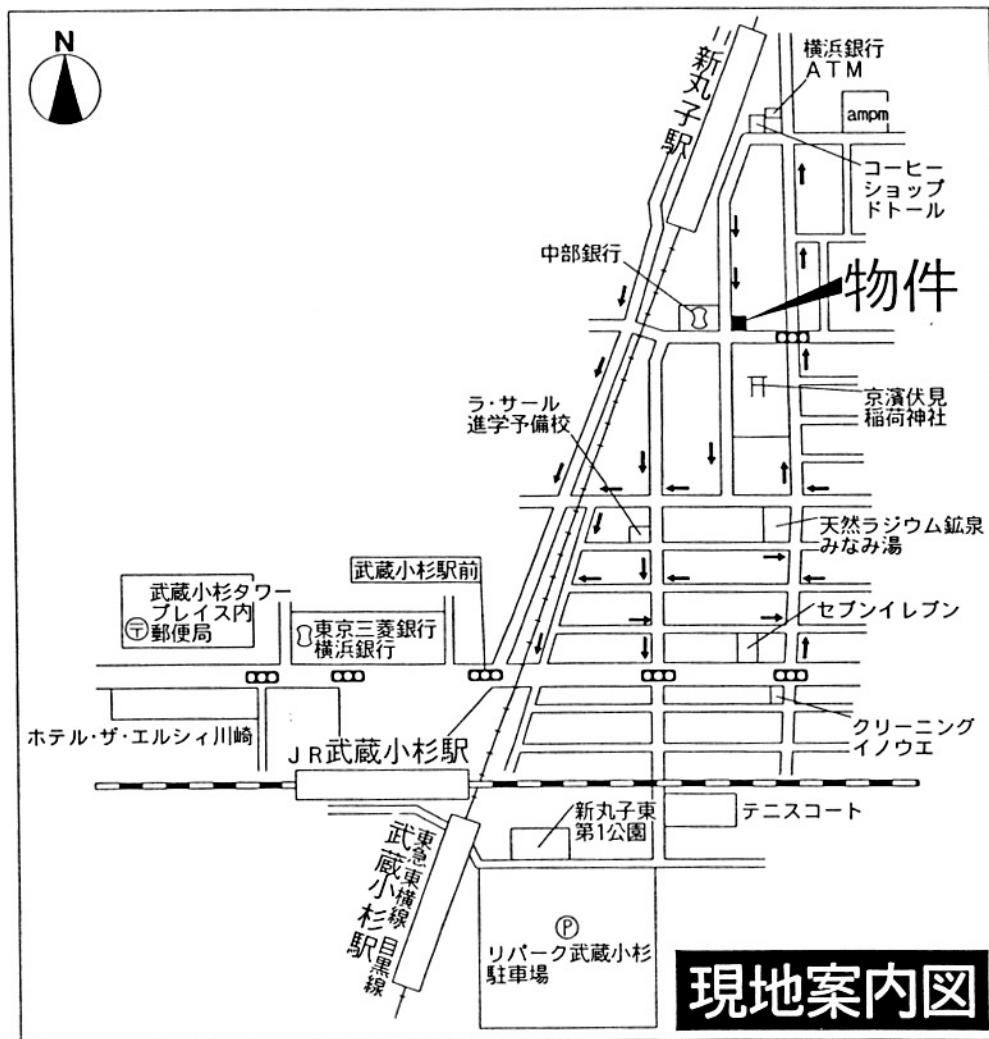 N
新丸子駅
横浜銀行
ATM
ampm
コーヒー
ショップ
ドトール
中部銀行
物件
京濱伏見
稲荷神社
ラ・サール
進学予備校
天然ラジウム鉱泉
みなみ湯
武蔵小杉駅前
武蔵小杉タワー
プレイス内
〒郵便局
東京三菱銀行
横浜銀行
セブンイレブン
ホテル・ザ・エルシィ川崎
JR武蔵小杉駅
クリーニング
イノウエ
新丸子東
第1公園
テニスコート
東急東横線 目黒線
武蔵小杉駅
P
リパーク武蔵小杉
駐車場
現地案内図